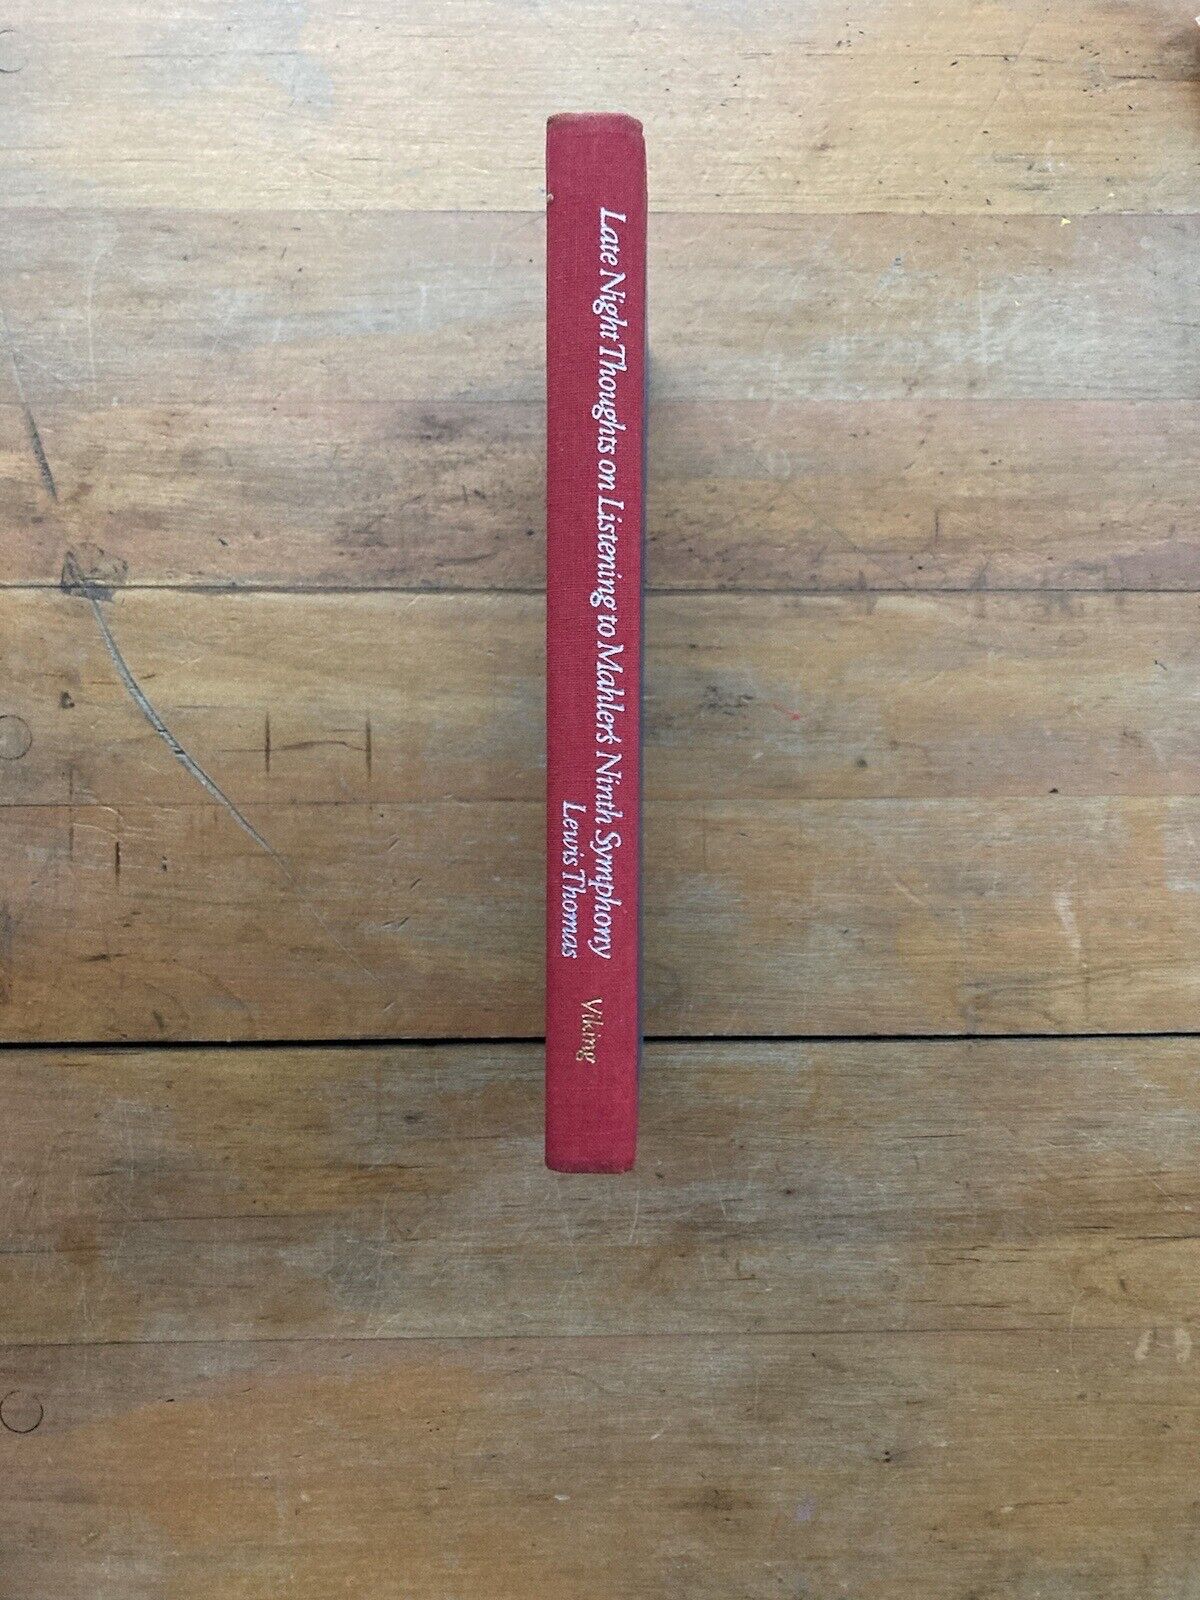 Late Night Thoughts on Listening to Mahler's Ninth Symphony
Lewis Thomas
Viking